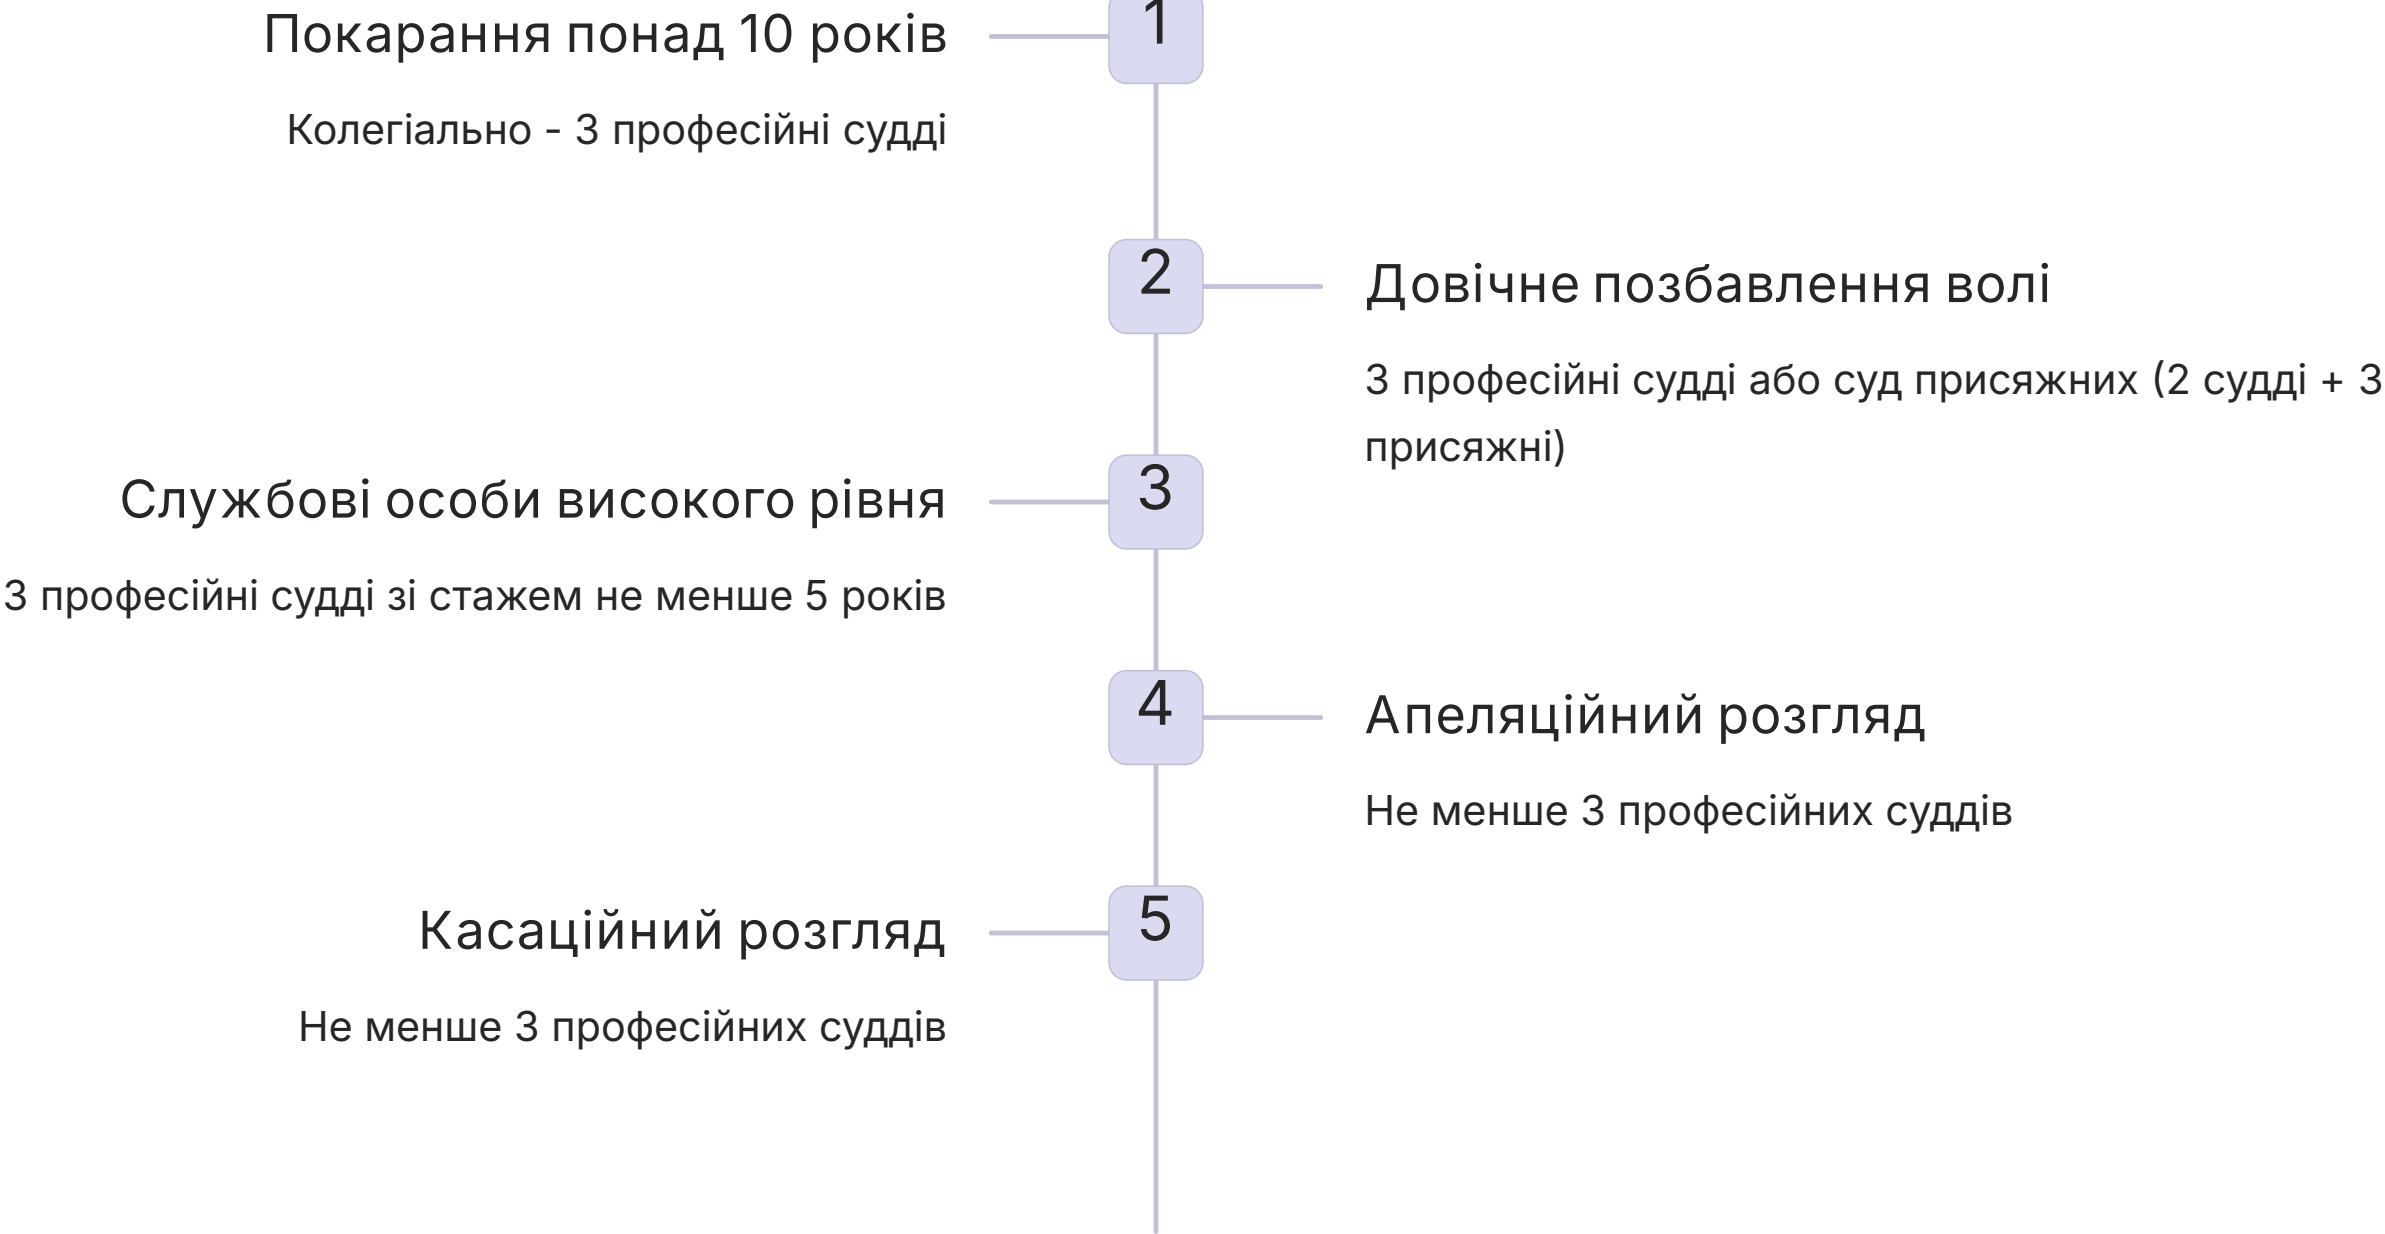 Покарання понад 10 років
1
Колегіально - 3 професійні судді
2
Довічне позбавлення волі
3 професійні судді або суд присяжних (2 судді + 3
присяжні)
Службові особи високого рівня
3
3 професійні судді зі стажем не менше 5 років
4
Апеляційний розгляд
Не менше 3 професійних суддів
Касаційний розгляд
5
Не менше 3 професійних суддів